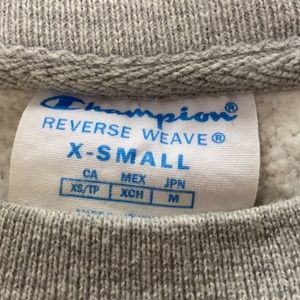 Champion®
REVERSE WEAVE®
X-SMALL
CA MEX JPN
XS/TP XCH M